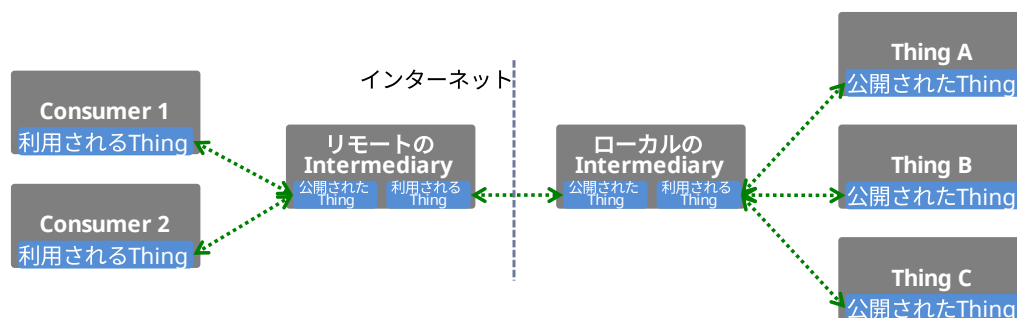 インターネット
Consumer 1
利用されるThing
Consumer 2
利用されるThing
リモートの
Intermediary
公開された
Thing
利用される
Thing
ローカルの
Intermediary
公開された
Thing
利用される
Thing
Thing A
公開されたThing
Thing B
公開されたThing
Thing C
公開されたThing